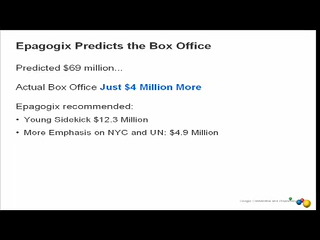 Epagogix Predicts the Box Office
Predicted $69 million...
Actual Box Office Just $4 Million More
Epagogix recommended:
• Young Sidekick $12.3 Million
• More Emphasis on NYC and UN: $4.9 Million